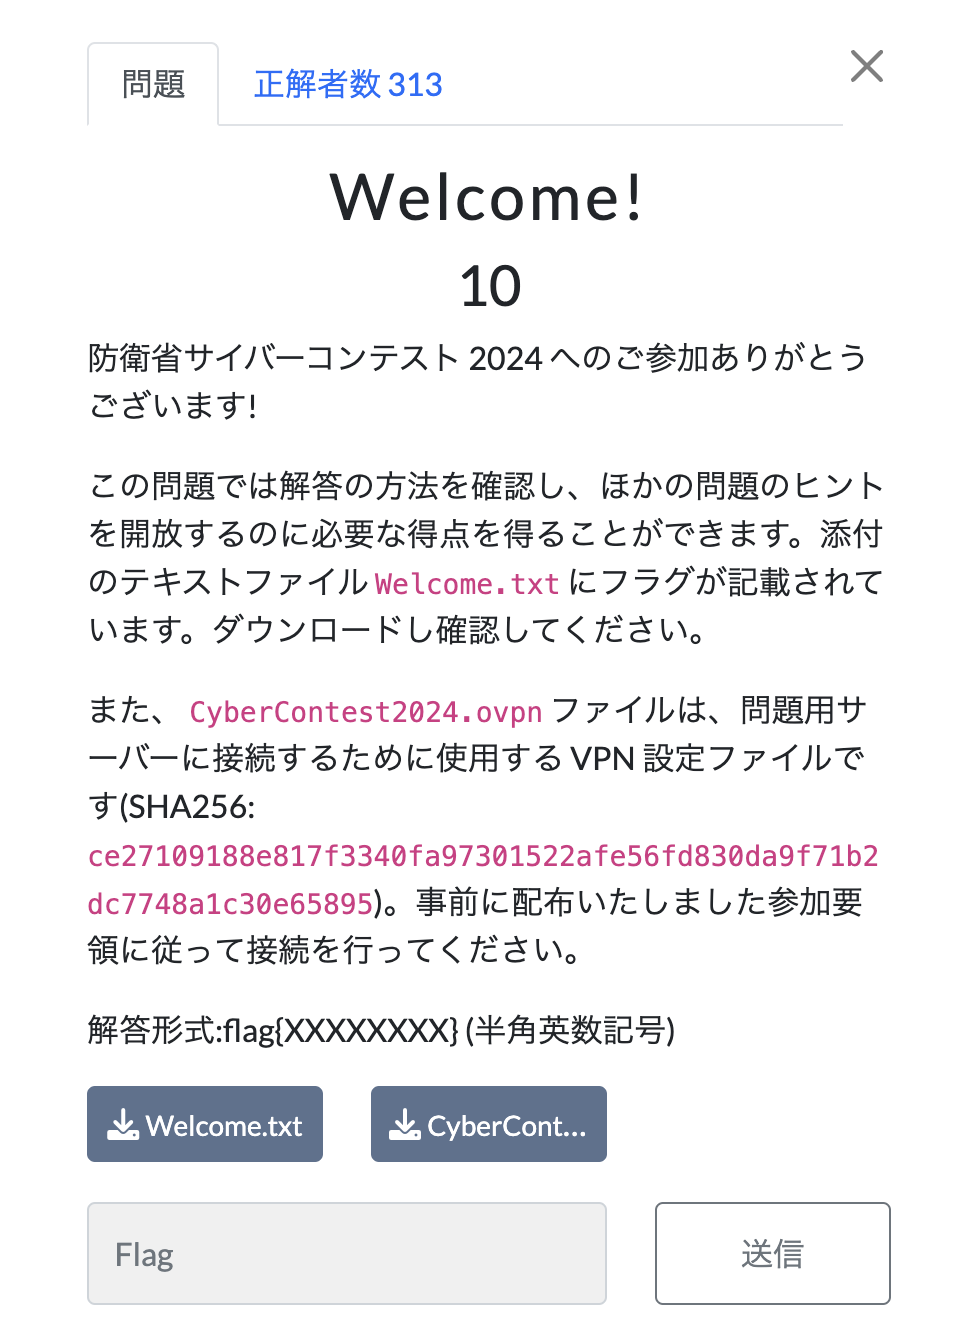 問題
正解者数 313
Welcome!
10
防衛省サイバーコンテスト 2024 へのご参加ありがとう
ございます!
この問題では解答の方法を確認し、ほかの問題のヒント
を開放するのに必要な得点を得ることができます。添付
のテキストファイル Welcome.txt にフラグが記載されて
います。ダウンロードし確認してください。
また、 CyberContest2024.ovpn ファイルは、問題用サ
ーバーに接続するために使用する VPN 設定ファイルで
す(SHA256:
ce27109188e817f3340fa97301522afe56fd830da9f71b2
dc7748a1c30e65895)。事前に配布いたしました参加要
領に従って接続を行ってください。
解答形式:flag{XXXXXXXX} (半角英数記号)
Welcome.txt
CyberCont...
Flag
送信